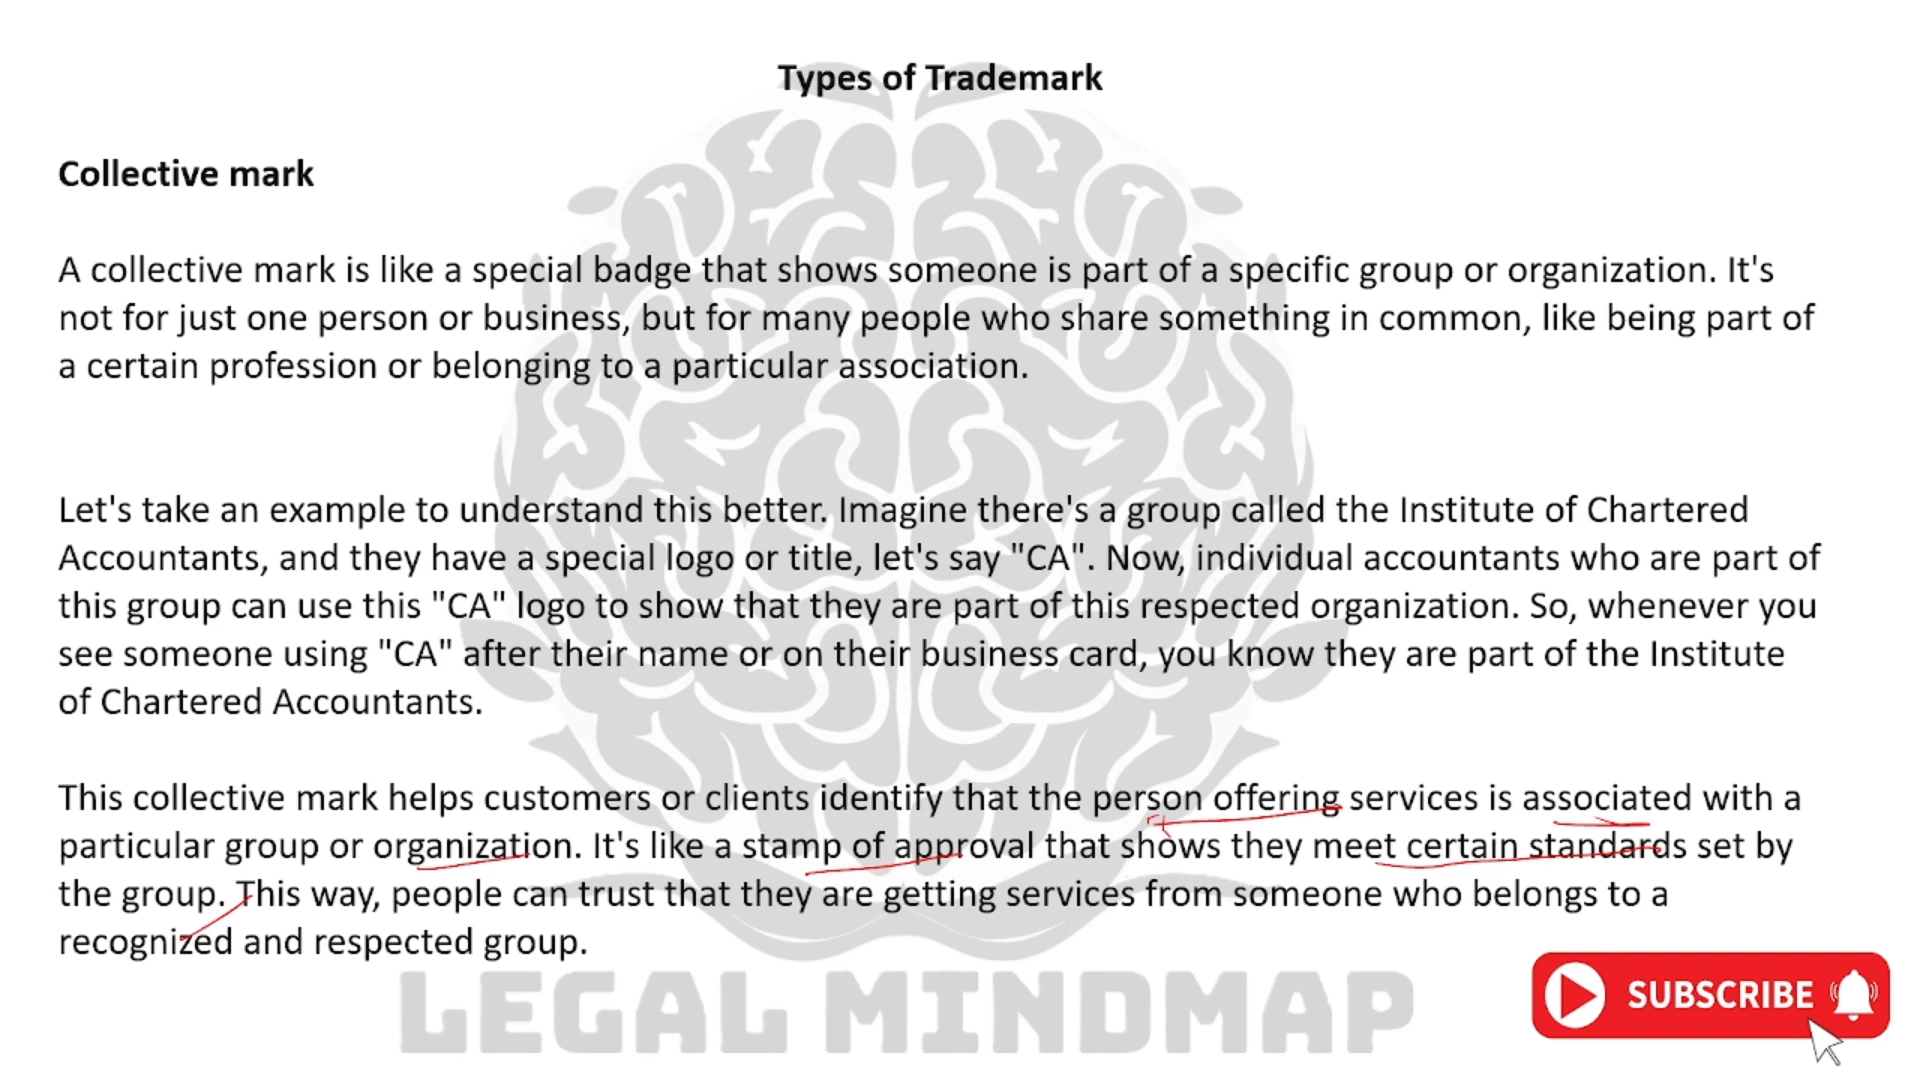 Types of Trademark
Collective mark
A collective mark is like a special badge that shows someone is part of a specific group or organization. It's
not for just one person or business, but for many people who share something in common, like being part of
a certain profession or belonging to a particular association.
Let's take an example to understand this better. Imagine there's a group called the Institute of Chartered
Accountants, and they have a special logo or title, let's say "CA". Now, individual accountants who are part of
this group can use this "CA" logo to show that they are part of this respected organization. So, whenever you
see someone using "CA" after their name or on their business card, you know they are part of the Institute
of Chartered Accountants.
This collective mark helps customers or clients identify that the person offering services is associated with a
particular group or organization. It's like a stamp of approval that shows they meet certain standards set by
the group. This way, people can trust that they are getting services from someone who belongs to a
recognized and respected group.
LEGAL MINDMAP
SUBSCRIBE